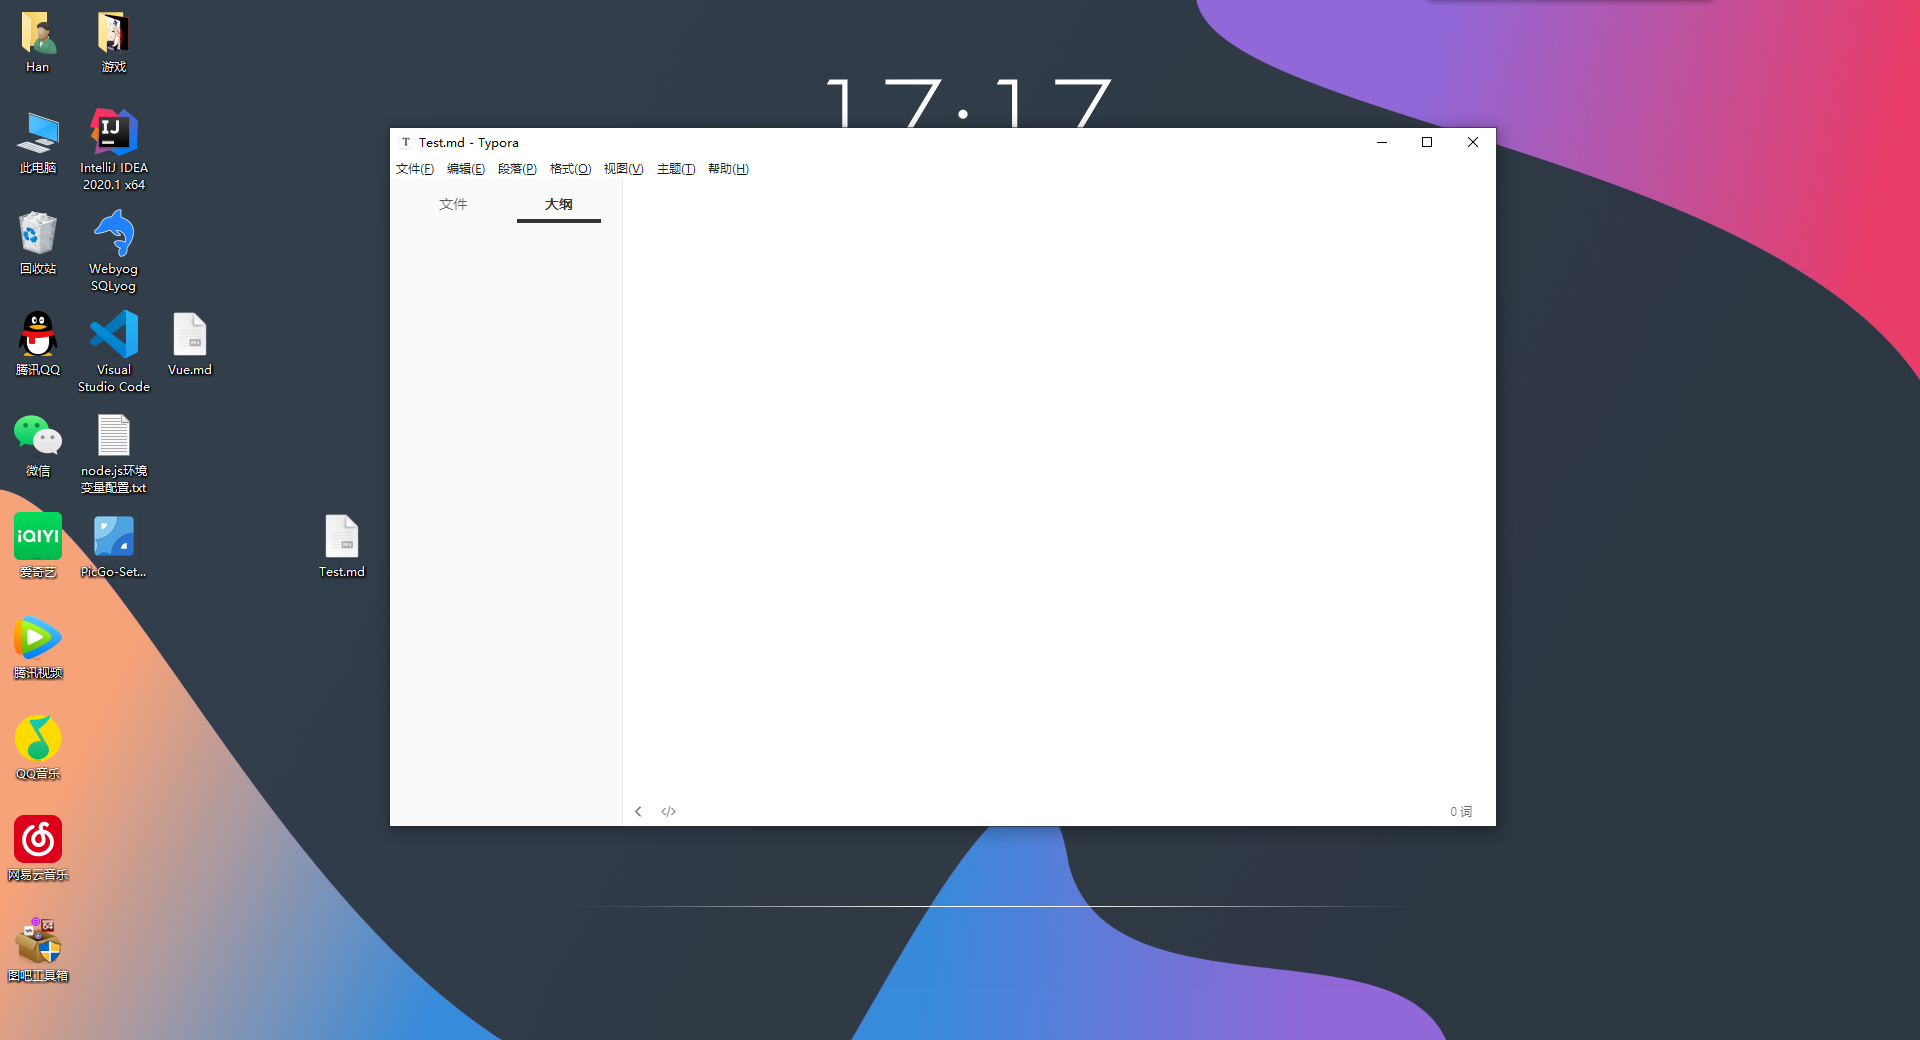 Han
游戏
17:17
此电脑
IntelliJ IDEA
2020.1 x64
回收站
Webyog
SQLyog
腾讯QQ
Visual
Studio Code
Vue.md
微信
node.js环境
变量配置.txt
iQIYI
爱奇艺
PicGo-Set...
Test.md
腾讯视频
QQ音乐
网易云音乐
64
图吧工具箱
T Test.md - Typora
文件(F) 编辑(E) 段落(P) 格式(O) 视图(V) 主题(T) 帮助(H)
文件 大纲
</> 0 词
IJ